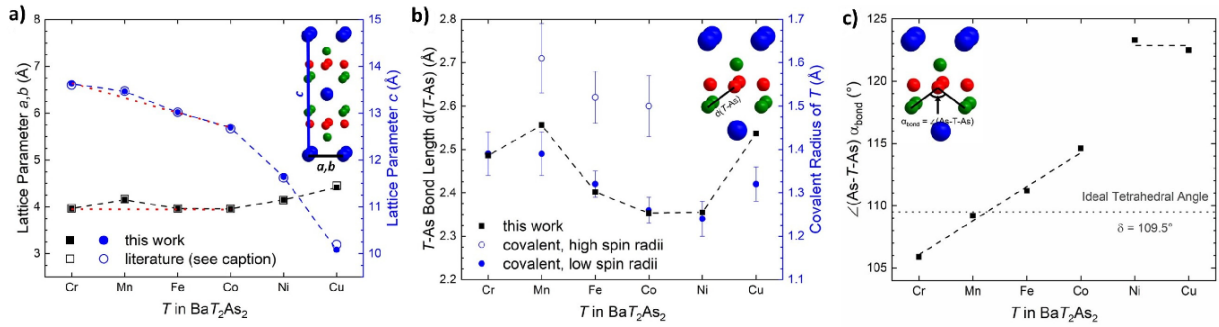 a)
Lattice Parameter a,b (Å)
8
7
6
5
4
3
Cr
Mn
Fe
Co
Ni
Cu
T in BaT₂As₂
15
14
13
12
11
10
Lattice Parameter c (Å)
c
a,b
this work
literature (see caption)
b)
T-As Bond Length d(T-As) (Å)
2.8
2.7
2.6
2.5
2.4
2.3
2.2
Cr
Mn
Fe
Co
Ni
Cu
T in BaT₂As₂
1.7
1.6
1.5
1.4
1.3
1.2
1.1
Covalent Radius of T (Å)
d(T-As)
this work
covalent, high spin radii
covalent, low spin radii
c)
∠(As-T-As) α bond (°)
120
115
110
105
Cr
Mn
Fe
Co
Ni
Cu
T in BaT₂As₂
α bond = ∠(As-T-As)
Ideal Tetrahedral Angle
δ = 109.5°